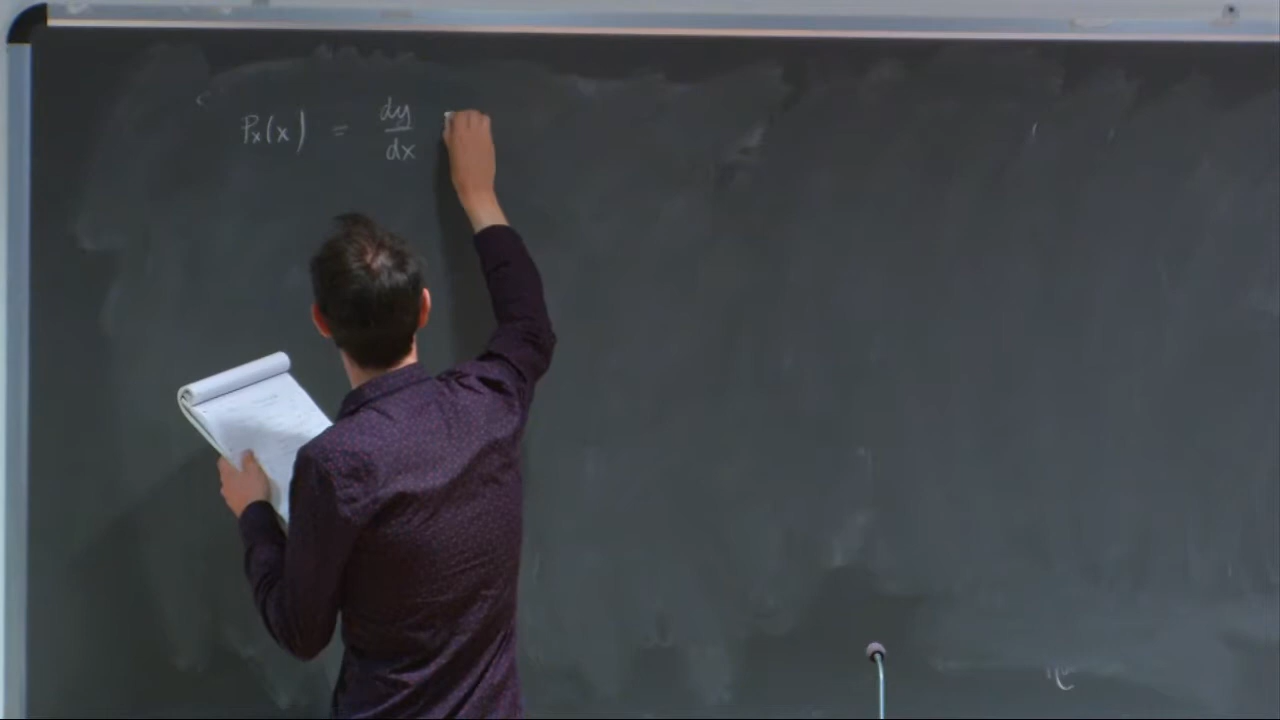 Px(x) = dy/dx